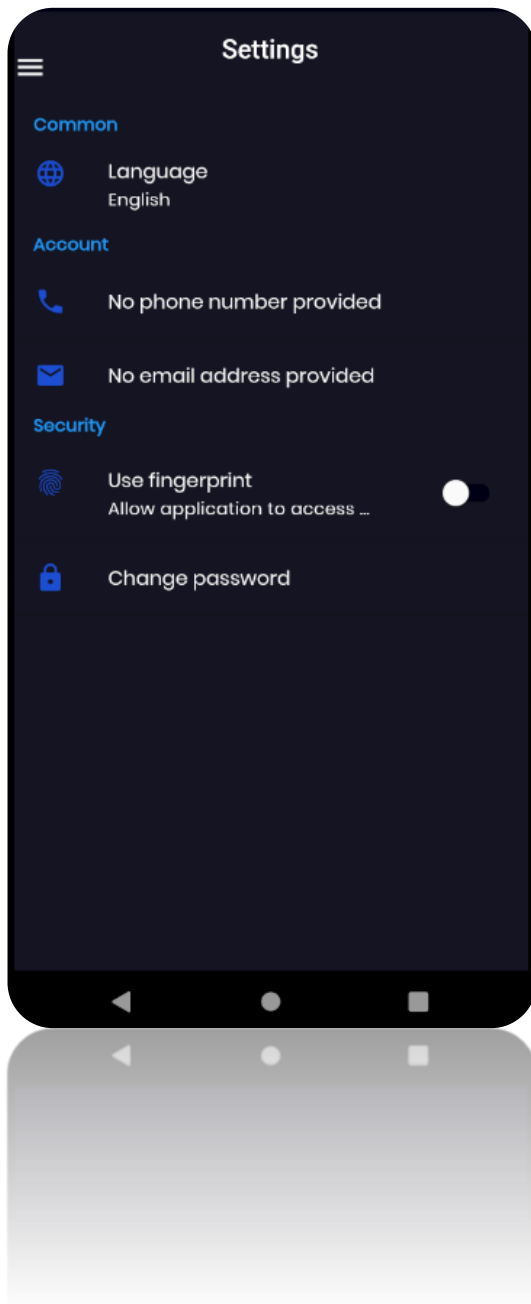 Settings
Common
Language
English
Account
No phone number provided
No email address provided
Security
Use fingerprint
Allow application to access ...
Change password